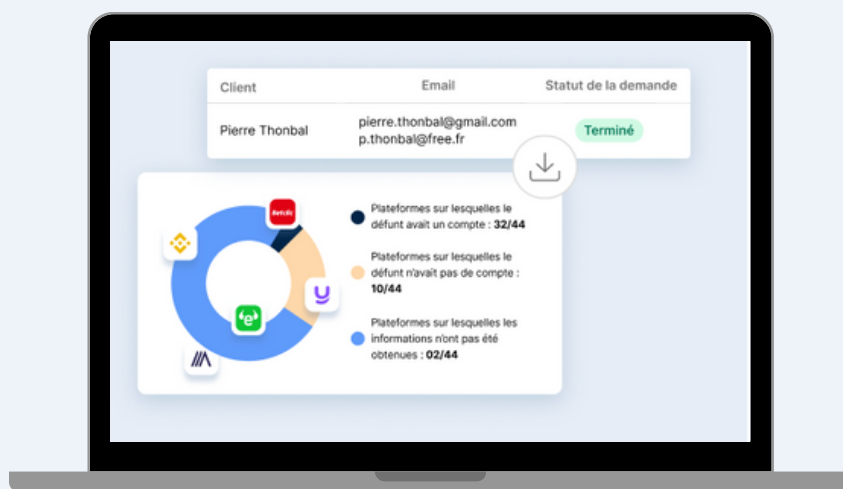 Client
Email
Statut de la demande
Pierre Thonbal
pierre.thonbal@gmail.com
p.thonbal@free.fr
Terminé
Betclic
Plateformes sur lesquelles le
défunt avait un compte : 32/44
Plateformes sur lesquelles le
défunt n'avait pas de compte :
10/44
Plateformes sur lesquelles les
informations n'ont pas été
obtenues : 02/44